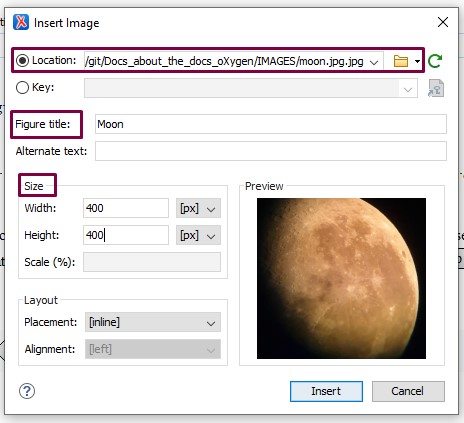 Insert Image
Location: /git/Docs_about_the_docs_oXygen/IMAGES/moon.jpg.jpg
Key:
Figure title: Moon
Alternate text:
Size
Width: 400 [px]
Height: 400 [px]
Scale (%):
Layout
Placement: [inline]
Alignment: [left]
Preview
Insert Cancel